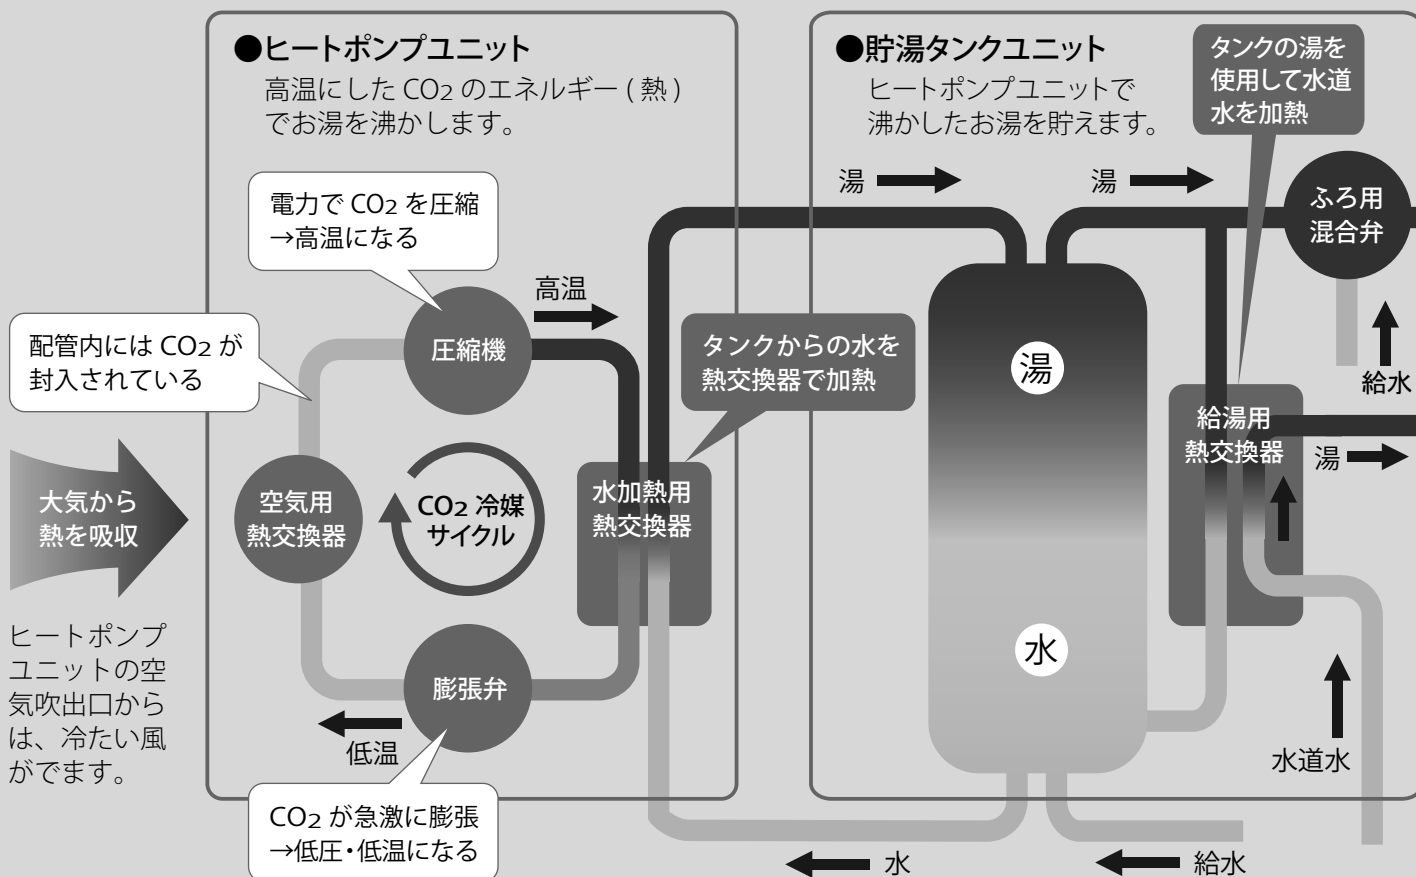 ●ヒートポンプユニット
高温にした CO2 のエネルギー ( 熱 )
でお湯を沸かします。
電力で CO2 を圧縮
→高温になる
高温
配管内には CO2 が
封入されている
圧縮機
大気から
熱を吸収
空気用
熱交換器
CO2 冷媒
サイクル
水加熱用
熱交換器
タンクからの水を
熱交換器で加熱
ヒートポンプ
ユニットの空
気吹出口から
は、冷たい風
がでます。
膨張弁
低温
CO2 が急激に膨張
→低圧・低温になる
●貯湯タンクユニット
ヒートポンプユニットで
沸かしたお湯を貯えます。
タンクの湯を
使用して水道
水を加熱
湯
湯
ふろ用
混合弁
給水
湯
給湯用
熱交換器
湯
水
水道水
水
給水